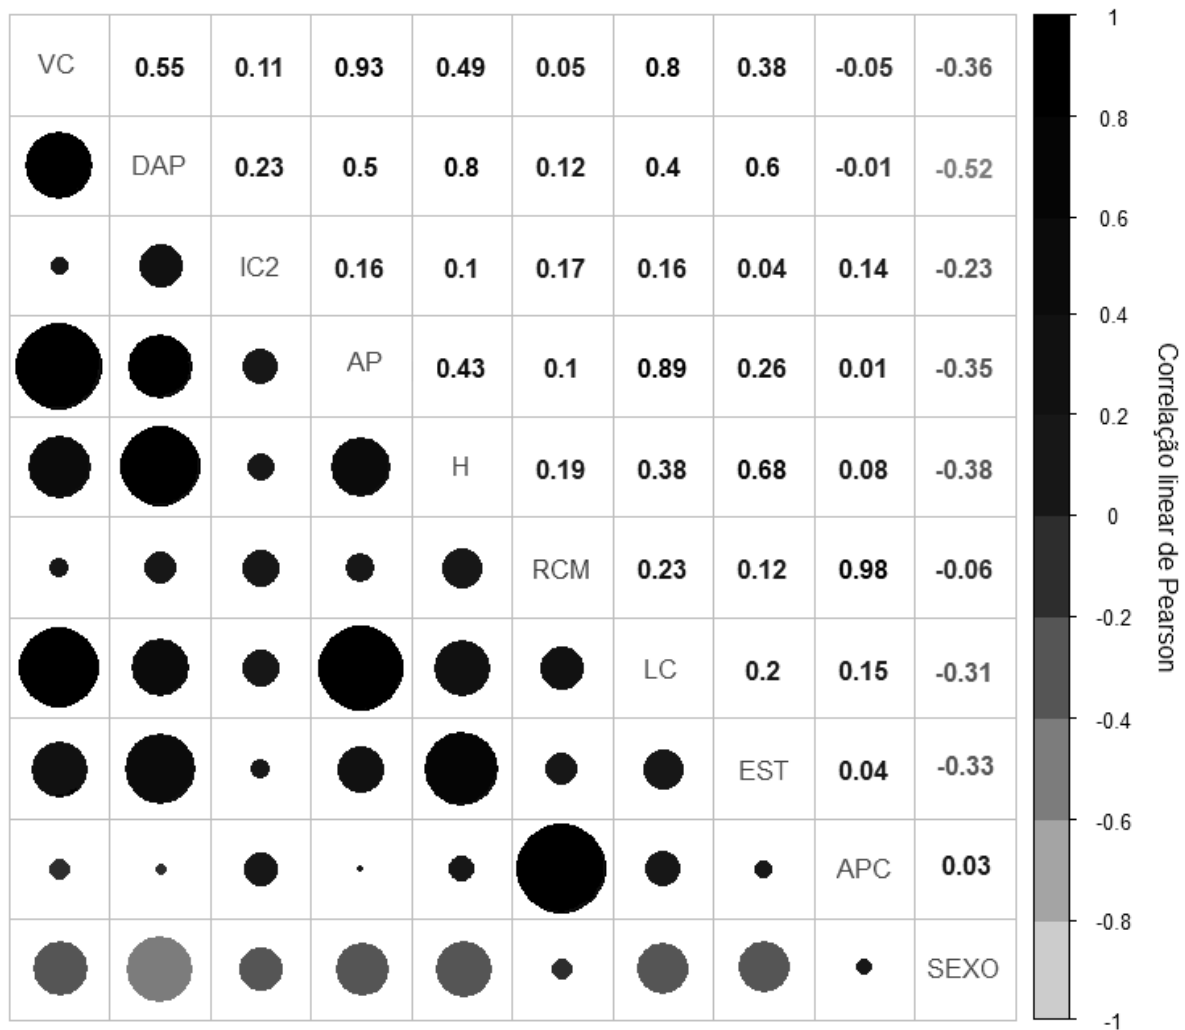 VC 0.55 0.11 0.93 0.49 0.05 0.8 0.38 -0.05 -0.36
DAP 0.23 0.5 0.8 0.12 0.4 0.6 -0.01 -0.52
IC2 0.16 0.1 0.17 0.16 0.04 0.14 -0.23
AP 0.43 0.1 0.89 0.26 0.01 -0.35
H 0.19 0.38 0.68 0.08 -0.38
RCM 0.23 0.12 0.98 -0.06
LC 0.2 0.15 -0.31
EST 0.04 -0.33
APC 0.03
SEXO
1
0.8
0.6
0.4
0.2
0
-0.2
-0.4
-0.6
-0.8
-1
Correlação linear de Pearson